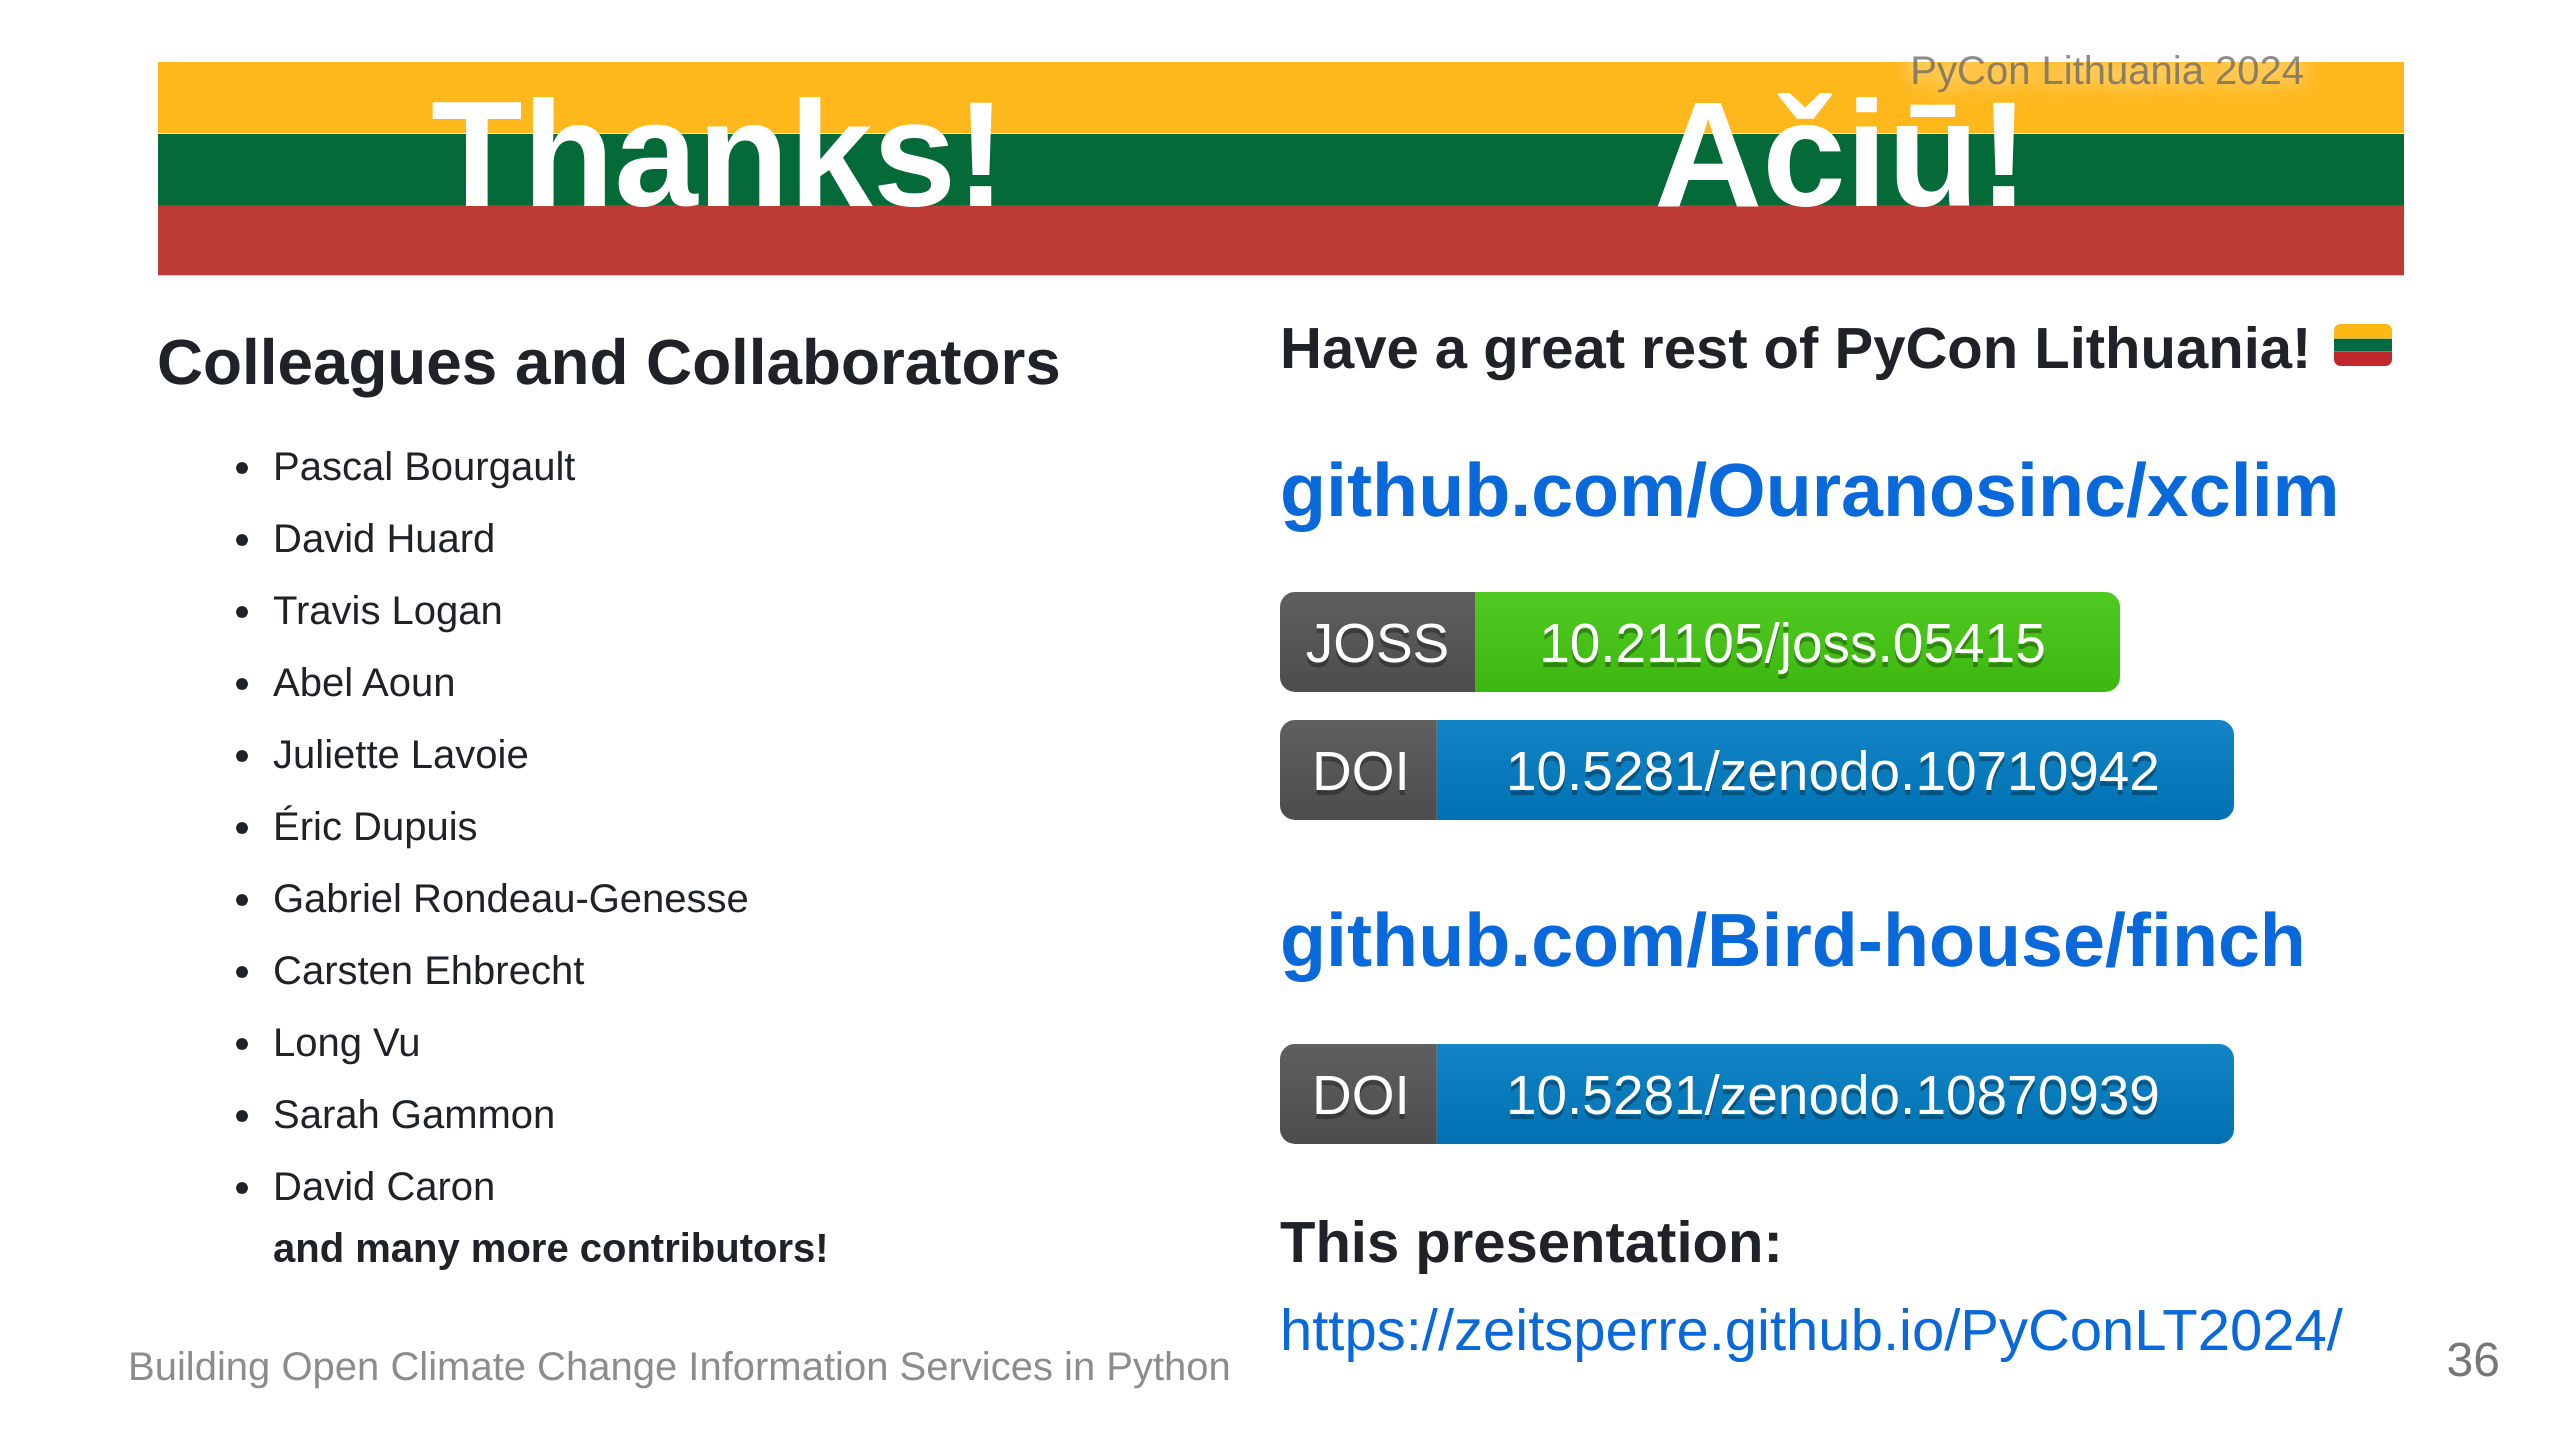 PyCon Lithuania 2024
Thanks!
Ačiū!
Colleagues and Collaborators
Pascal Bourgault
David Huard
Travis Logan
Abel Aoun
Juliette Lavoie
Éric Dupuis
Gabriel Rondeau-Genesse
Carsten Ehbrecht
Long Vu
Sarah Gammon
David Caron
and many more contributors!
Have a great rest of PyCon Lithuania!
github.com/Ouranosinc/xclim
JOSS 10.21105/joss.05415
DOI 10.5281/zenodo.10710942
github.com/Bird-house/finch
DOI 10.5281/zenodo.10870939
This presentation:
https://zeitsperre.github.io/PyConLT2024/
Building Open Climate Change Information Services in Python
36